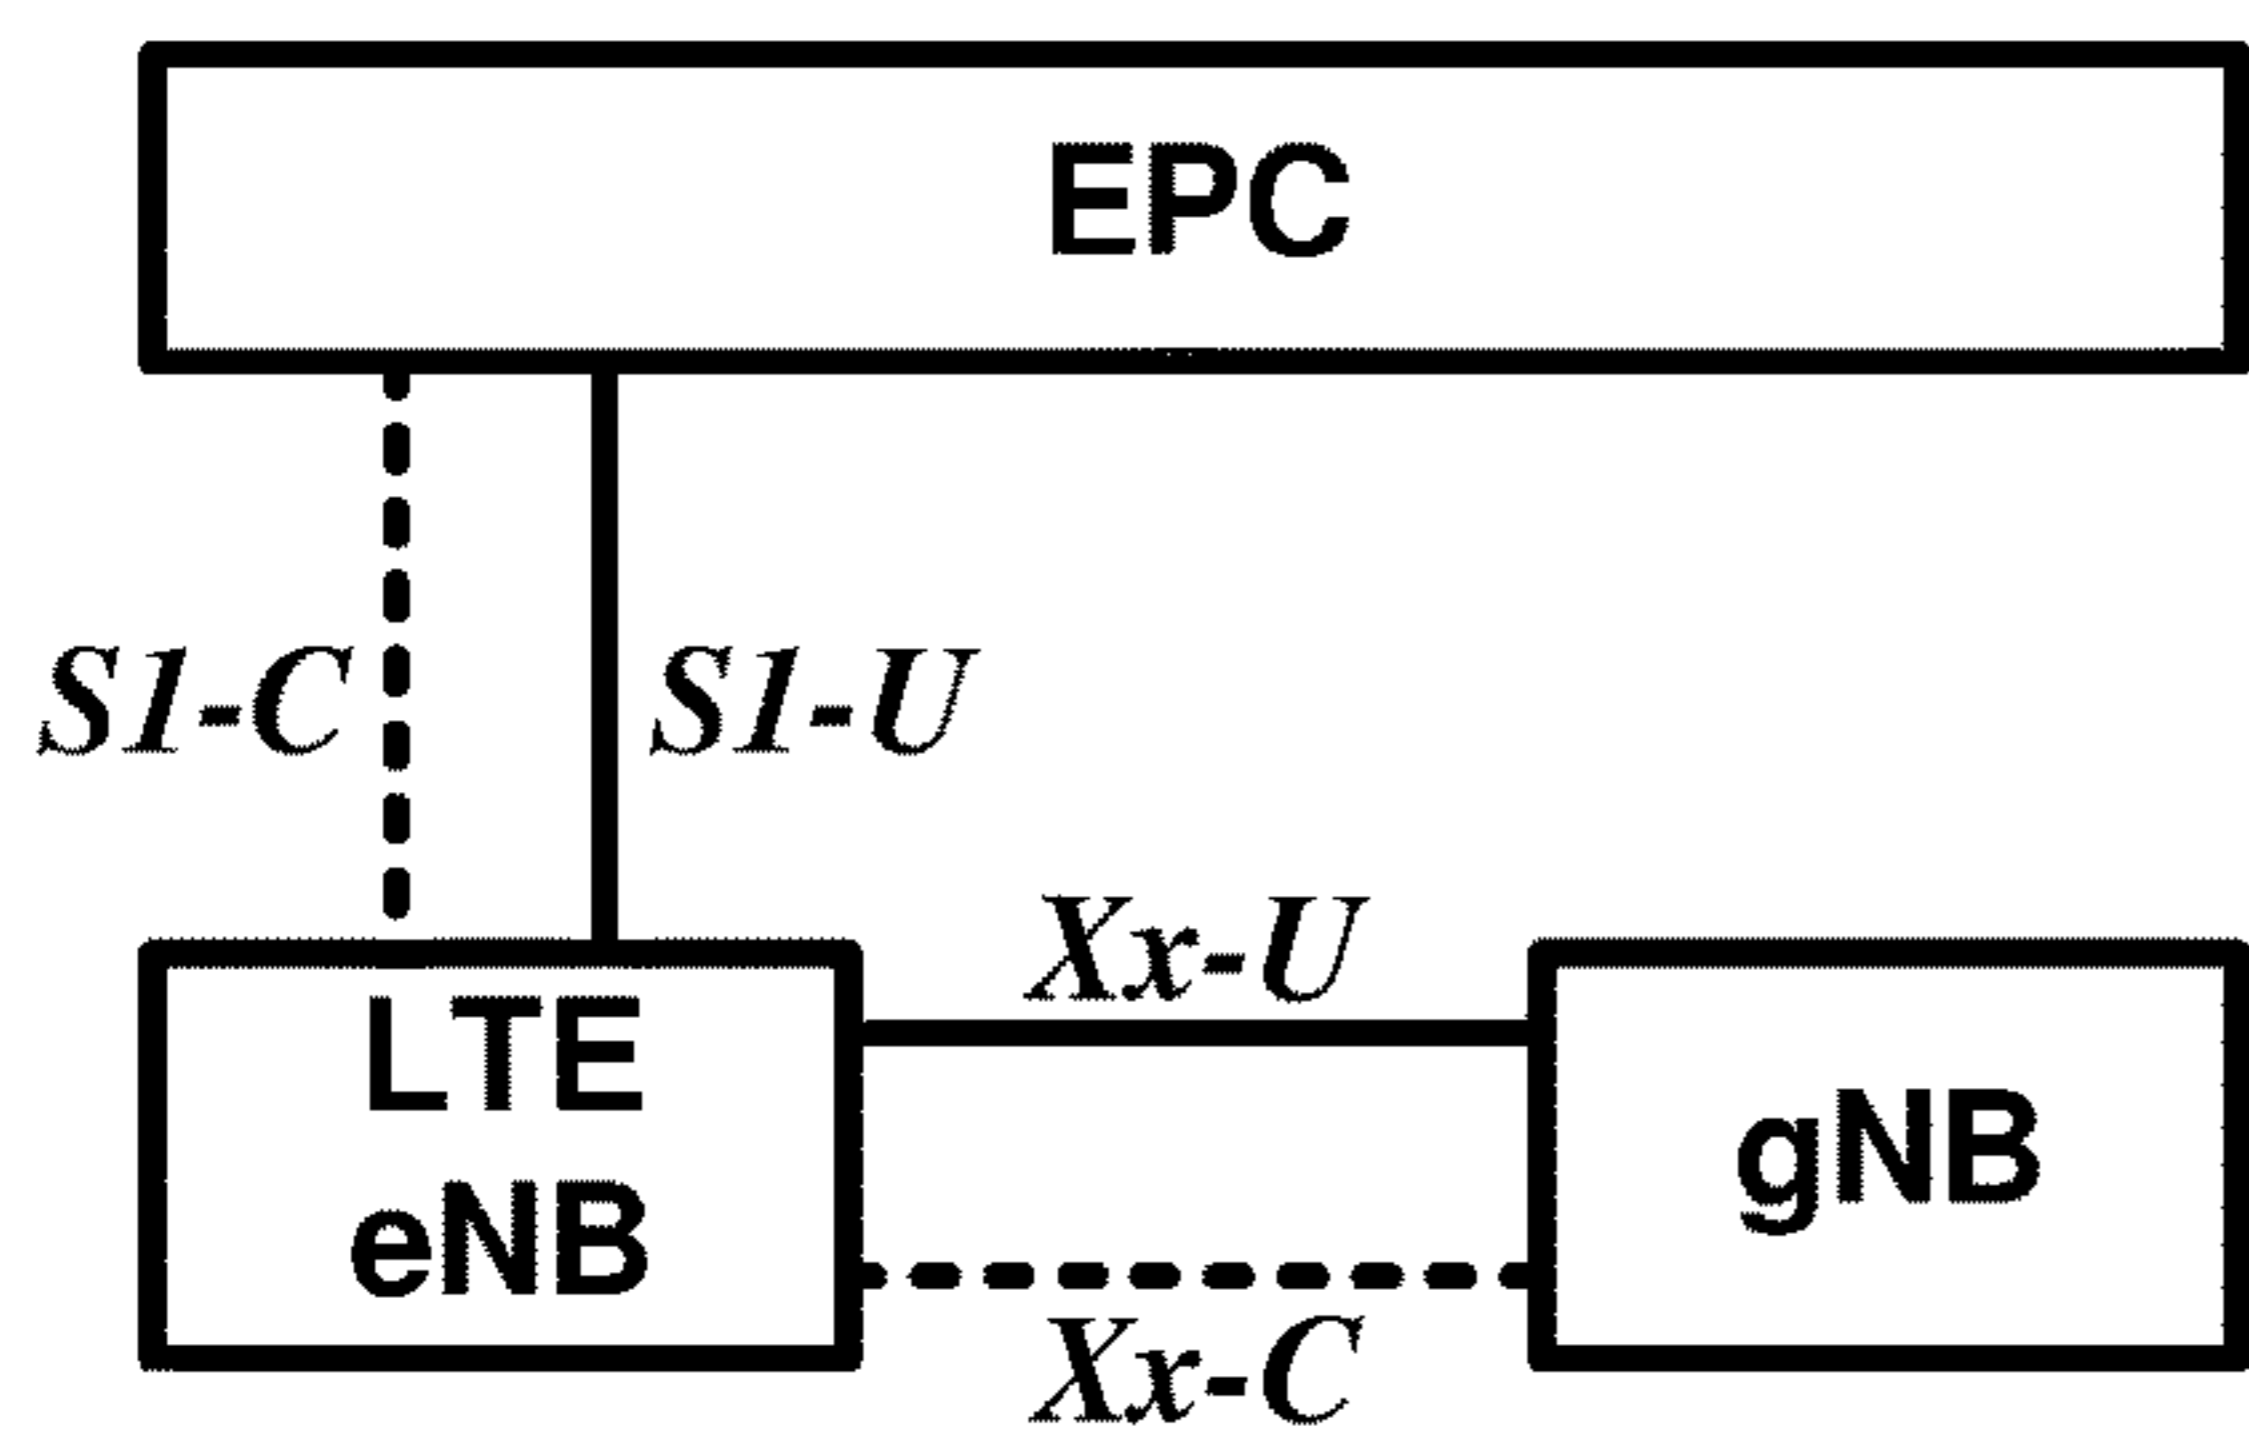 EPC
S1-C
S1-U
Xx-U
LTE
eNB
gNB
Xx-C